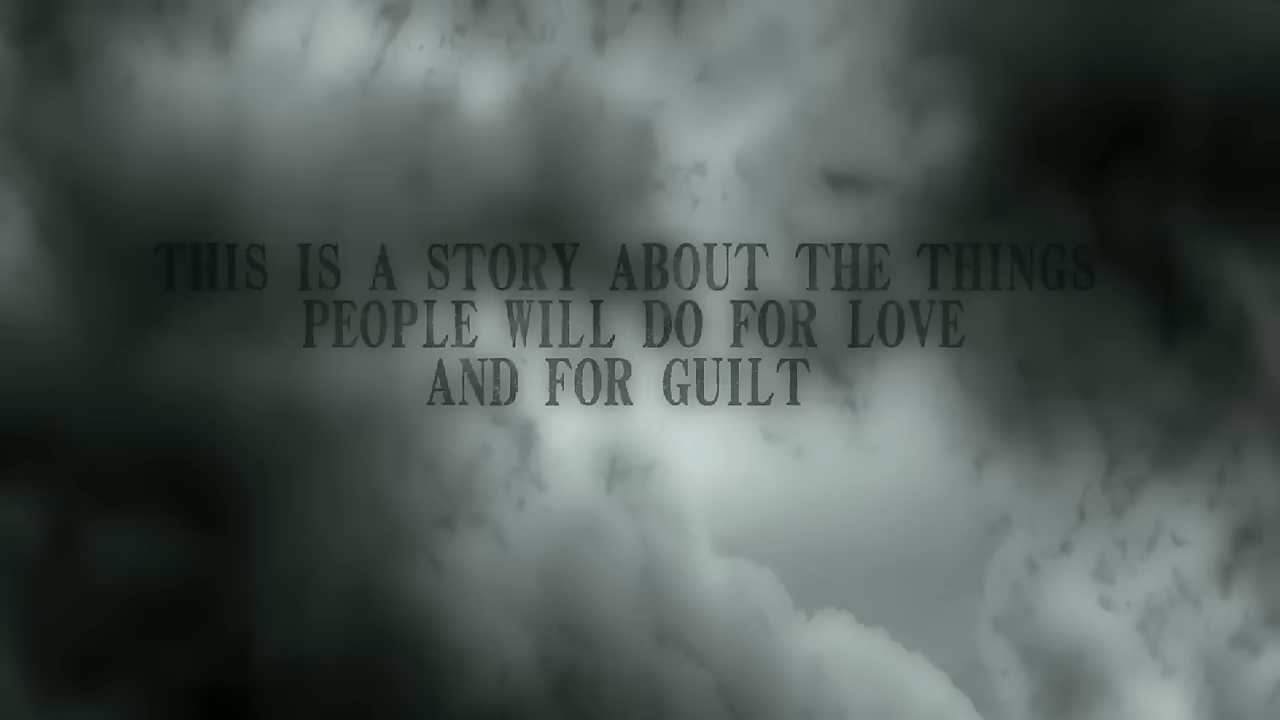 THIS IS A STORY ABOUT THE THINGS
PEOPLE WILL DO FOR LOVE
AND FOR GUILT